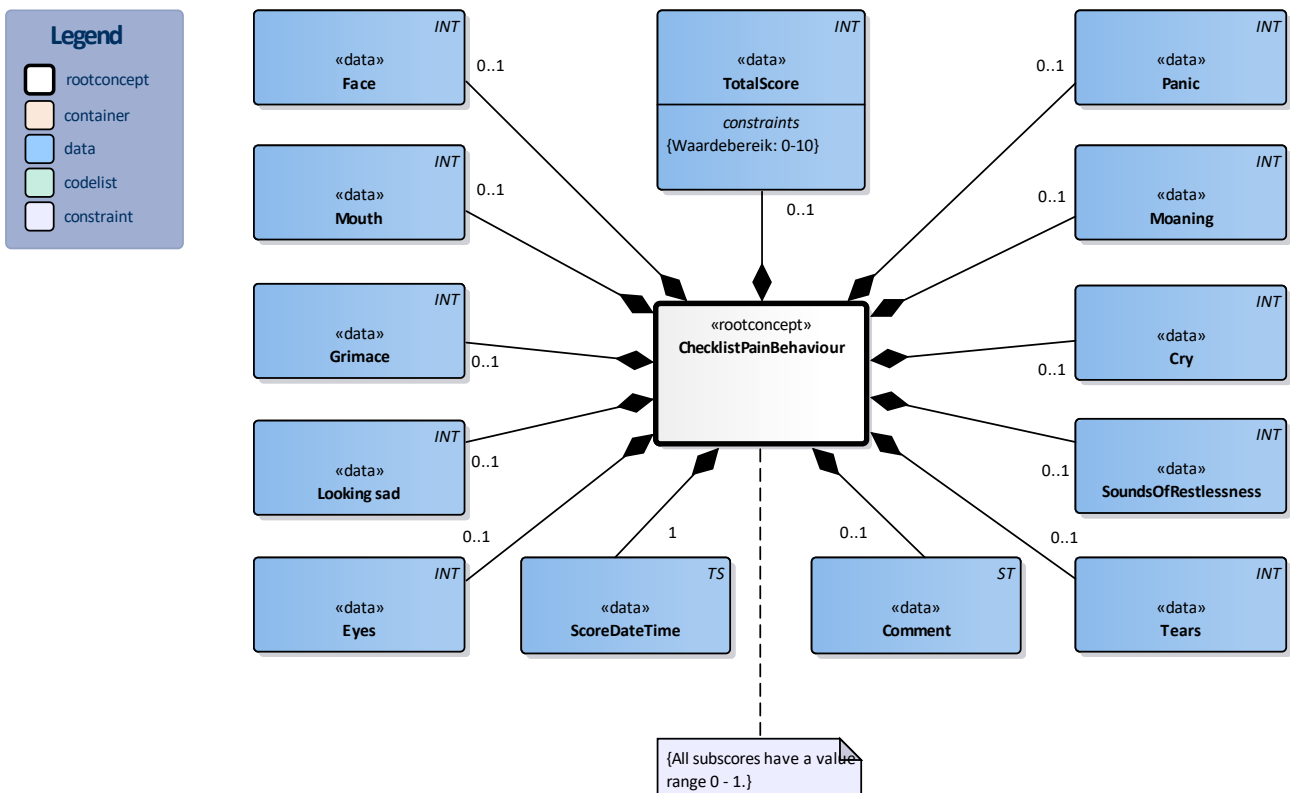 Legend
rootconcept
container
data
codelist
constraint
INT
«data»
Face
0..1
INT
«data»
TotalScore
constraints
{Waardebereik: 0-10}
0..1
INT
«data»
Panic
0..1
INT
«data»
Mouth
0..1
INT
«data»
Moaning
0..1
INT
«data»
Grimace
0..1
«rootconcept»
ChecklistPainBehaviour
INT
«data»
Cry
0..1
INT
«data»
Looking sad
0..1
INT
«data»
SoundsOfRestlessness
0..1
INT
«data»
Eyes
0..1
TS
«data»
ScoreDateTime
1
ST
«data»
Comment
0..1
INT
«data»
Tears
0..1
{All subscores have a value
range 0 - 1.}